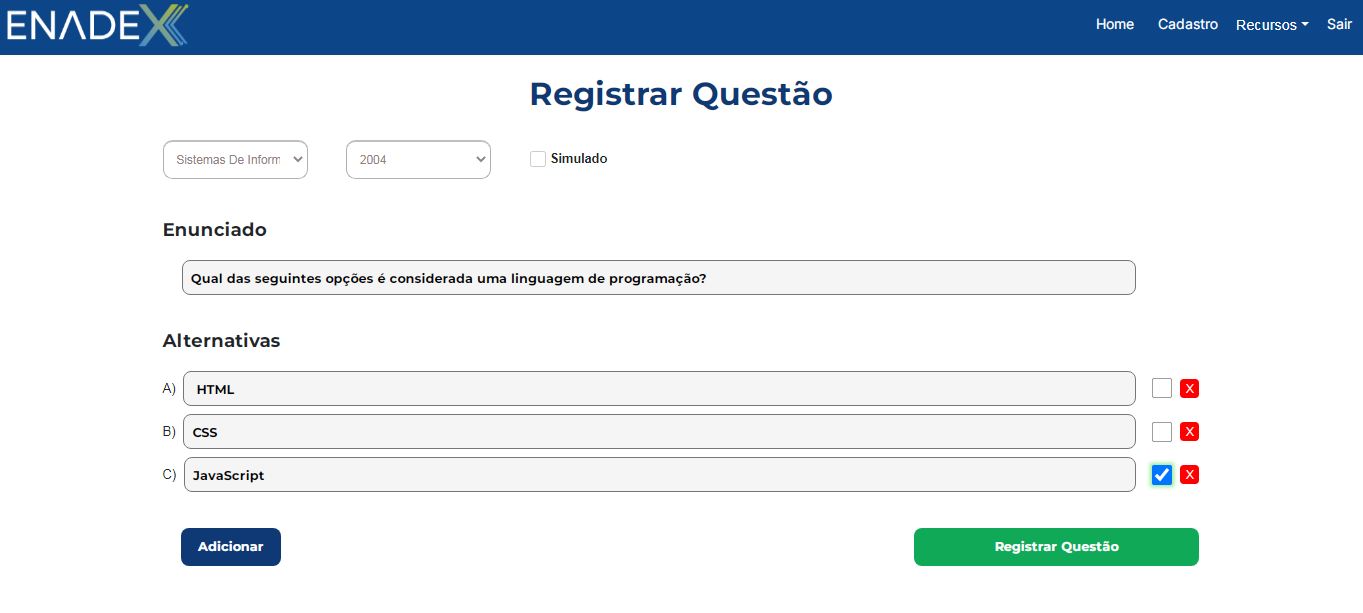 ENADEX
Home Cadastro Recursos Sair
Registrar Questão
Sistemas De Inform 2004 Simulado
Enunciado
Qual das seguintes opções é considerada uma linguagem de programação?
Alternativas
A) HTML X
B) CSS X
C) JavaScript X
Adicionar Registrar Questão